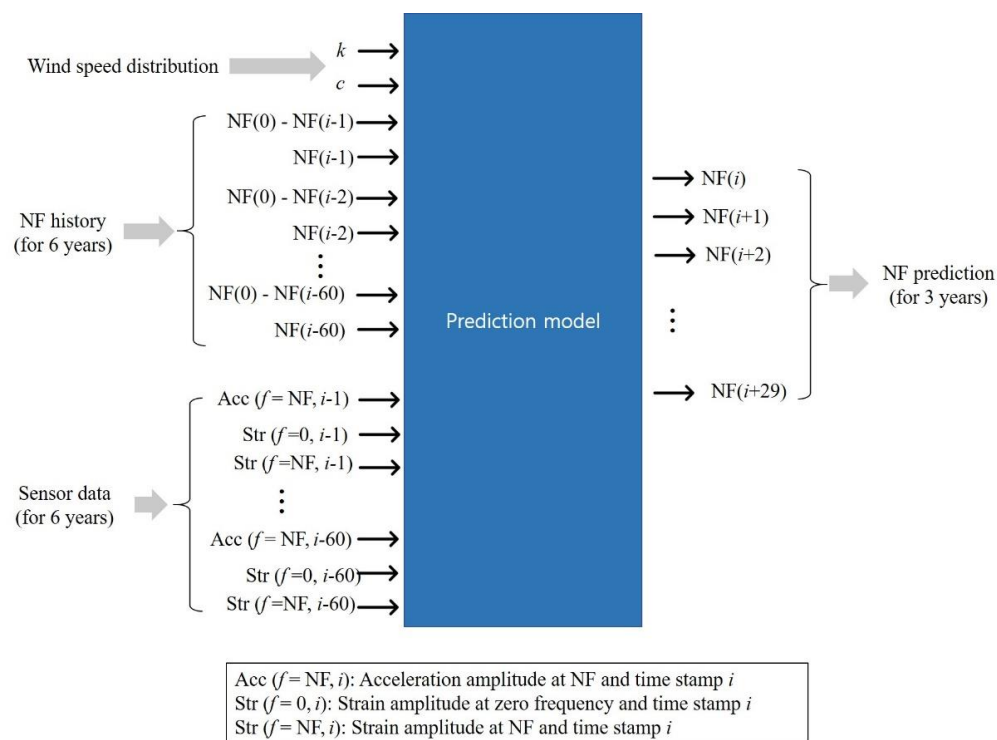 Wind speed distribution
k
c
NF history
(for 6 years)
NF(0) - NF(i-1)
NF(i-1)
NF(0) - NF(i-2)
NF(i-2)
⋮
NF(0) - NF(i-60)
NF(i-60)
Sensor data
(for 6 years)
Acc (f = NF, i-1)
Str (f=0, i-1)
Str (f=NF, i-1)
⋮
Acc (f = NF, i-60)
Str (f=0, i-60)
Str (f=NF, i-60)
Prediction model
NF(i)
NF(i+1)
NF(i+2)
⋮
NF(i+29)
NF prediction
(for 3 years)
Acc (f = NF, i): Acceleration amplitude at NF and time stamp i
Str (f = 0, i): Strain amplitude at zero frequency and time stamp i
Str (f = NF, i): Strain amplitude at NF and time stamp i